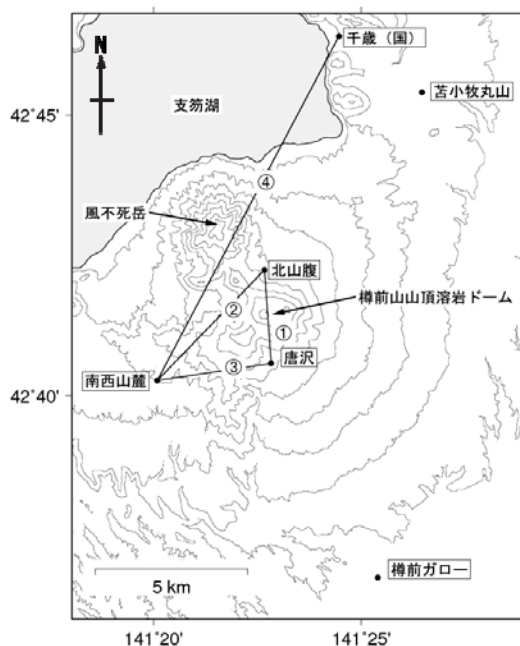 千歳（国）
N
苫小牧丸山
42°45'
支笏湖
④
風不死岳
北山腹
樽前山山頂溶岩ドーム
②
①
唐沢
③
南西山麓
42°40'
樽前ガロー
5 km
141°20'
141°25'